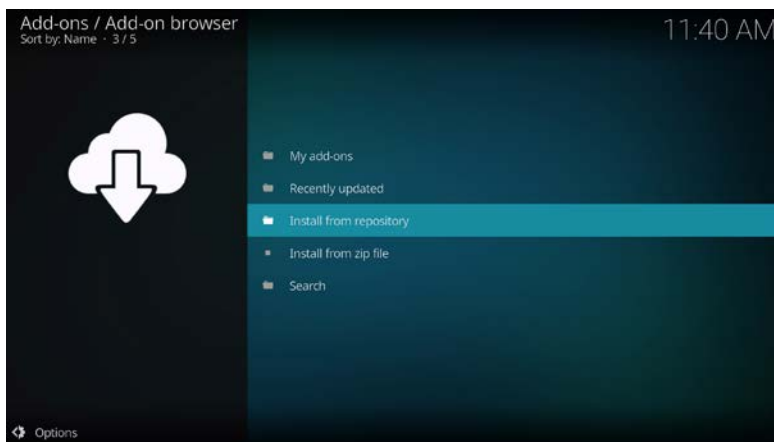 Add-ons / Add-on browser
Sort by: Name · 3 / 5
11:40 AM
My add-ons
Recently updated
Install from repository
Install from zip file
Search
Options